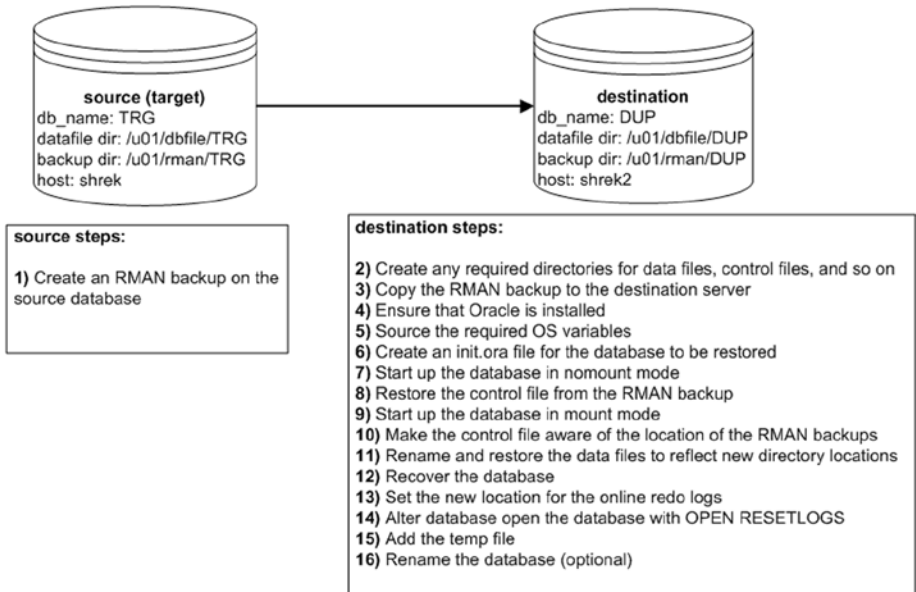 source (target)
db_name: TRG
datafile dir: /u01/dbfile/TRG
backup dir: /u01/rman/TRG
host: shrek
destination
db_name: DUP
datafile dir: /u01/dbfile/DUP
backup dir: /u01/rman/DUP
host: shrek2
source steps:
1) Create an RMAN backup on the
source database
destination steps:
2) Create any required directories for data files, control files, and so on
3) Copy the RMAN backup to the destination server
4) Ensure that Oracle is installed
5) Source the required OS variables
6) Create an init.ora file for the database to be restored
7) Start up the database in nomount mode
8) Restore the control file from the RMAN backup
9) Start up the database in mount mode
10) Make the control file aware of the location of the RMAN backups
11) Rename and restore the data files to reflect new directory locations
12) Recover the database
13) Set the new location for the online redo logs
14) Alter database open the database with OPEN RESETLOGS
15) Add the temp file
16) Rename the database (optional)